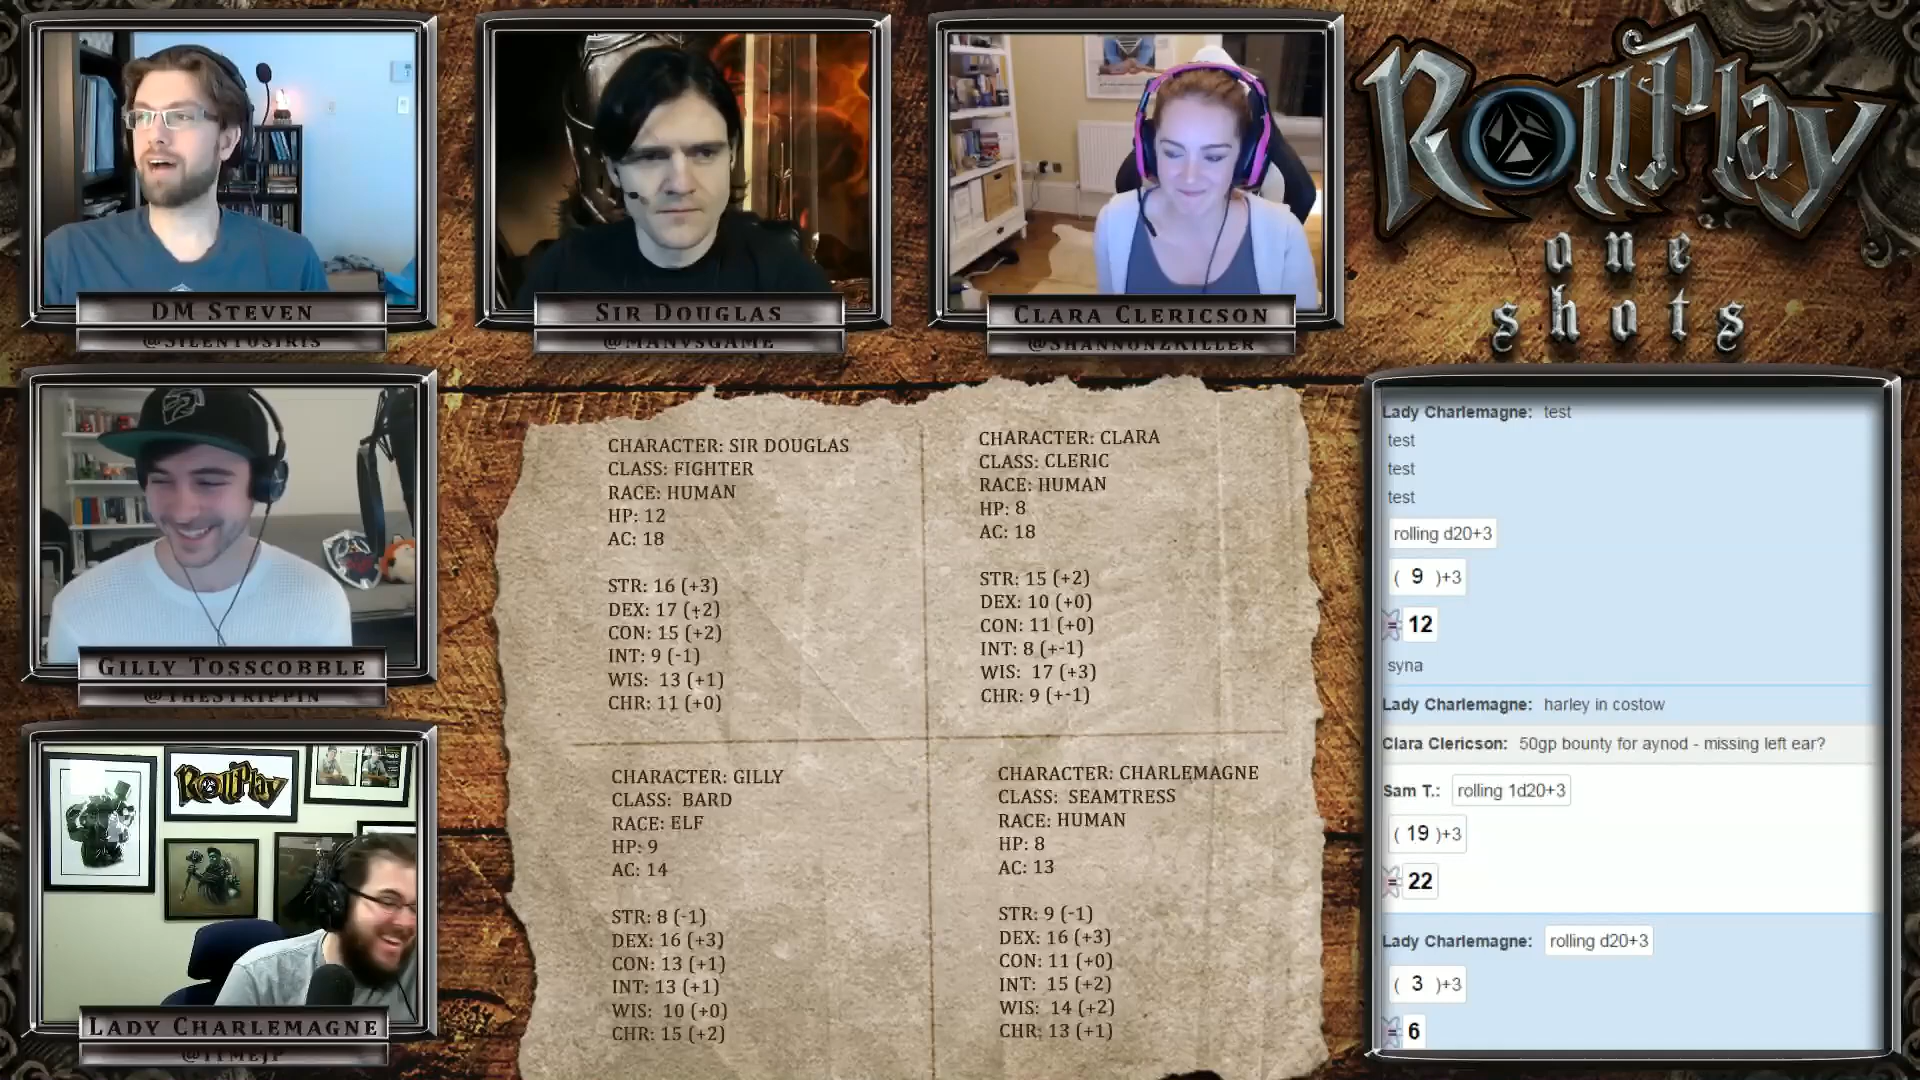 DM STEVEN
@SILENT0SIRIS
SIR DOUGLAS
@MANVSGAME
CLARA CLERICSON
@SHANNONZKILLER
RollPlay
one
shots
GILLY TOSSCOBBLE
@THESTRIPPIN
RollPlay
LADY CHARLEMAGNE
@ITMEJP
CHARACTER: SIR DOUGLAS
CLASS: FIGHTER
RACE: HUMAN
HP: 12
AC: 18
STR: 16 (+3)
DEX: 17 (+2)
CON: 15 (+2)
INT: 9 (-1)
WIS: 13 (+1)
CHR: 11 (+0)
CHARACTER: CLARA
CLASS: CLERIC
RACE: HUMAN
HP: 8
AC: 18
STR: 15 (+2)
DEX: 10 (+0)
CON: 11 (+0)
INT: 8 (+-1)
WIS: 17 (+3)
CHR: 9 (+-1)
CHARACTER: GILLY
CLASS: BARD
RACE: ELF
HP: 9
AC: 14
STR: 8 (-1)
DEX: 16 (+3)
CON: 13 (+1)
INT: 13 (+1)
WIS: 10 (+0)
CHR: 15 (+2)
CHARACTER: CHARLEMAGNE
CLASS: SEAMTRESS
RACE: HUMAN
HP: 8
AC: 13
STR: 9 (-1)
DEX: 16 (+3)
CON: 11 (+0)
INT: 15 (+2)
WIS: 14 (+2)
CHR: 13 (+1)
Lady Charlemagne: test
test
test
test
rolling d20+3
( 9 )+3
= 12
syna
Lady Charlemagne: harley in costow
Clara Clericson: 50gp bounty for aynod - missing left ear?
Sam T.: rolling 1d20+3
( 19 )+3
= 22
Lady Charlemagne: rolling d20+3
( 3 )+3
= 6